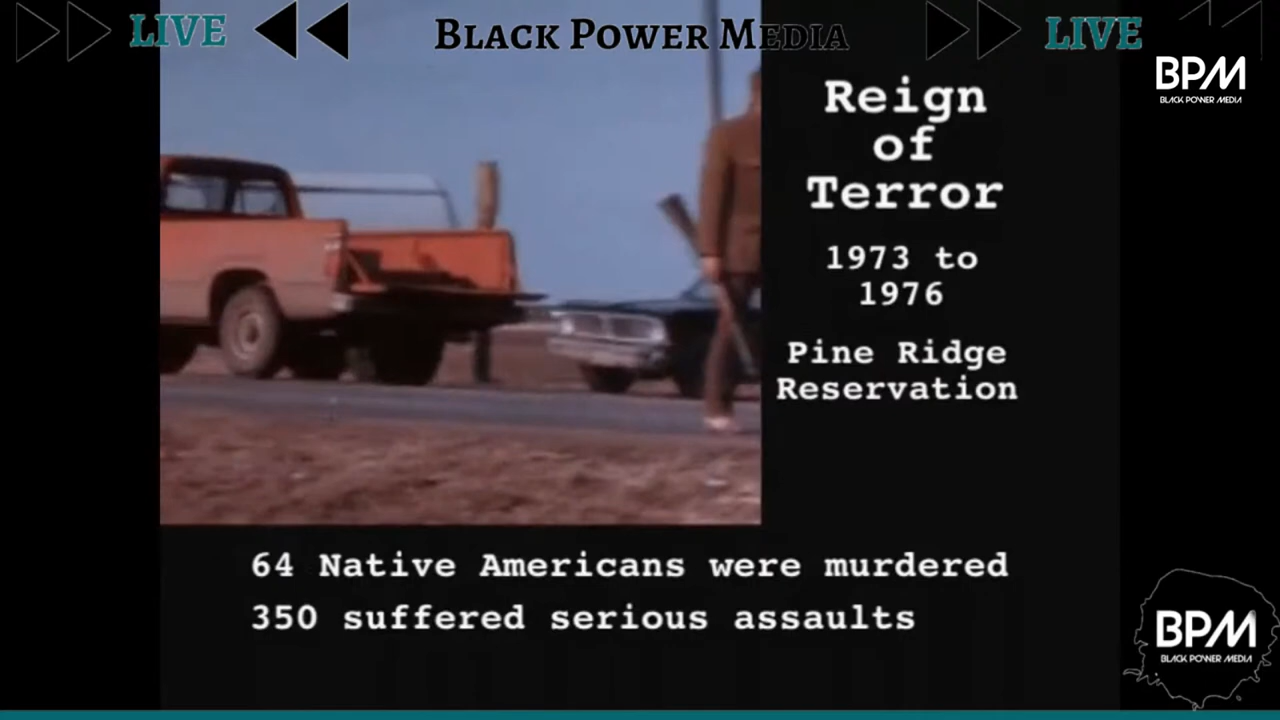 LIVE
BLACK POWER MEDIA
LIVE
BPM
BLACK POWER MEDIA
Reign
of
Terror
1973 to
1976
Pine Ridge
Reservation
64 Native Americans were murdered
350 suffered serious assaults
BPM
BLACK POWER MEDIA